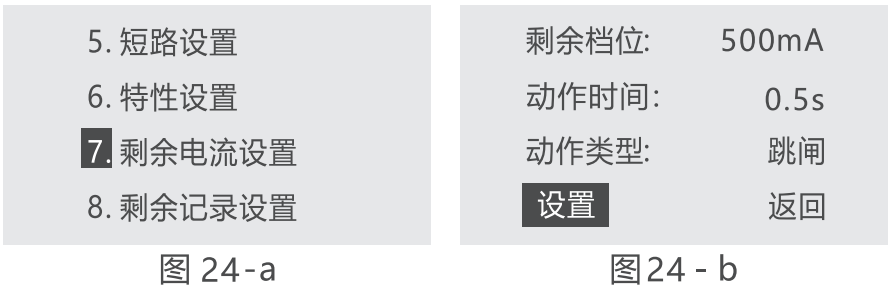 5. 短路设置
6. 特性设置
7. 剩余电流设置
8. 剩余记录设置
图 24-a
剩余档位: 500mA
动作时间: 0.5s
动作类型: 跳闸
设置 返回
图24 - b